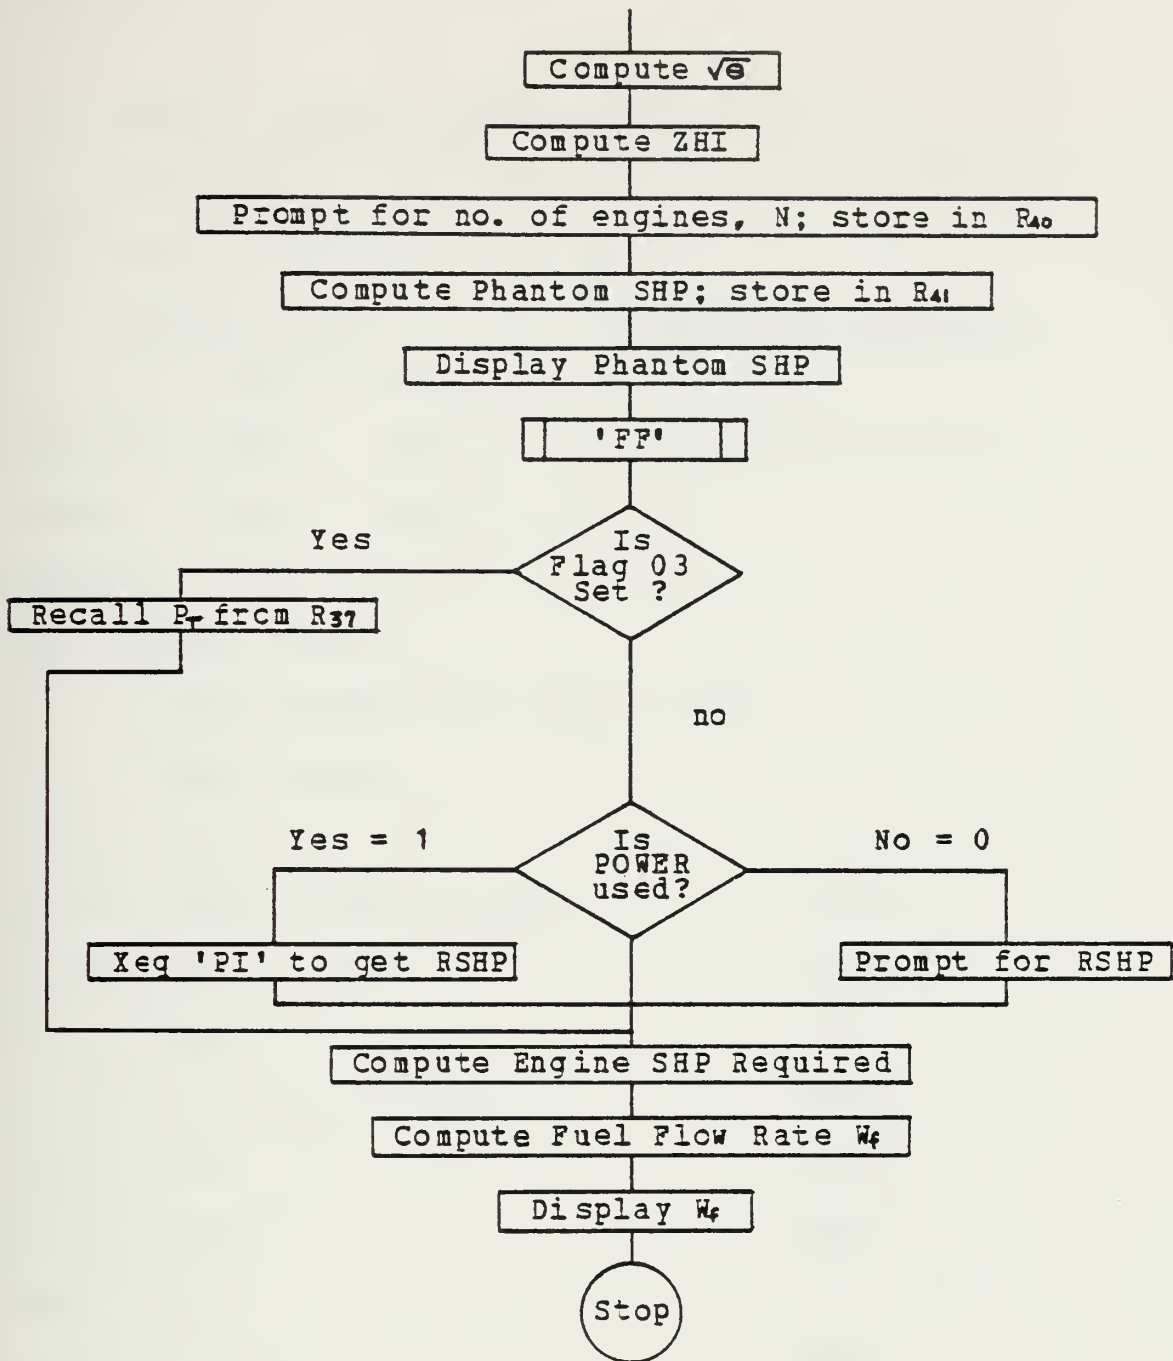 Compute √θ
Compute ZHI
Prompt for no. of engines, N; store in R40
Compute Phantom SHP; store in R41
Display Phantom SHP
'FF'
Yes
Is
Flag 03
Set ?
Recall PT from R37
no
Yes = 1
Is
POWER
used?
No = 0
Xeq 'PI' to get RSHP
Prompt for RSHP
Compute Engine SHP Required
Compute Fuel Flow Rate Wf
Display Wf
Stop